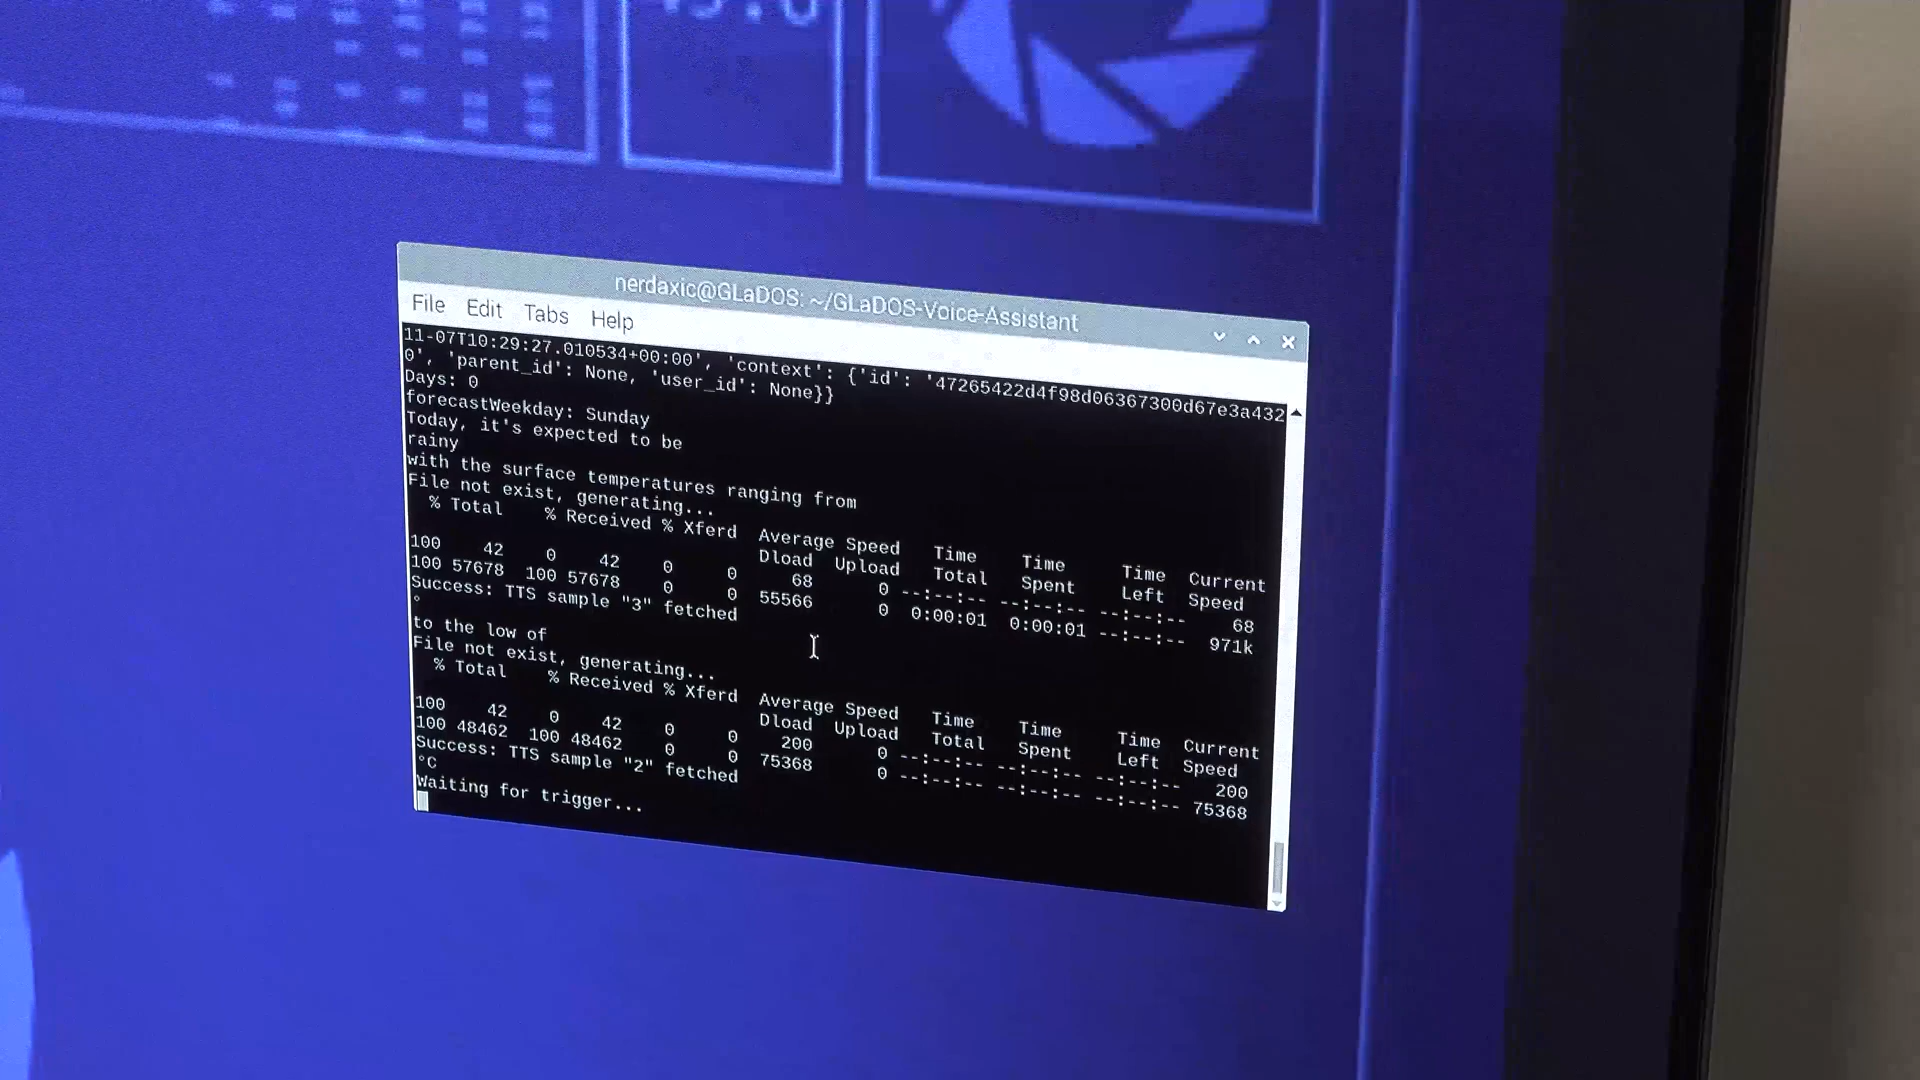 nerdaxic@GLaDOS: ~/GLaDOS-Voice-Assistant
File Edit Tabs Help
11-07T10:29:27.010534+00:00', 'context': {'id': '47265422d4f98d06367300d67e3a432
0', 'parent_id': None, 'user_id': None}}
Days: 0
forecastWeekday: Sunday
Today, it's expected to be
rainy
with the surface temperatures ranging from
File not exist, generating...
% Total % Received % Xferd Average Speed Time Time Time Current
Dload Upload Total Spent Left Speed
100 42 0 42 0 0 68 0 --:--:-- --:--:-- --:--:-- 68
100 57678 100 57678 0 0 55566 0 0:00:01 0:00:01 --:--:-- 971k
Success: TTS sample "3" fetched
°
to the low of
File not exist, generating...
% Total % Received % Xferd Average Speed Time Time Time Current
Dload Upload Total Spent Left Speed
100 42 0 42 0 0 200 0 --:--:-- --:--:-- --:--:-- 200
100 48462 100 48462 0 0 75368 0 --:--:-- --:--:-- --:--:-- 75368
Success: TTS sample "2" fetched
°C
Waiting for trigger...